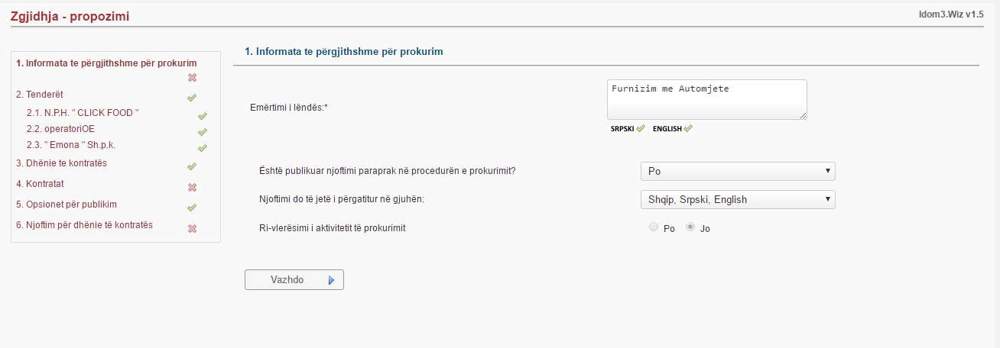 Zgjidhja - propozimi
Idom3.Wiz v1.5
1. Informata te përgjithshme për prokurim
2. Tenderët
2.1. N.P.H. " CLICK FOOD "
2.2. operatoriOE
2.3. " Emona " Sh.p.k.
3. Dhënie te kontratës
4. Kontratat
5. Opsionet për publikim
6. Njoftim për dhënie të kontratës
1. Informata te përgjithshme për prokurim
Emërtimi i lëndës:*
Furnizim me Automjete
SRPSKI ENGLISH
Është publikuar njoftimi paraprak në procedurën e prokurimit?
Po
Njoftimi do të jetë i përgatitur në gjuhën:
Shqip, Srpski, English
Ri-vlerësimi i aktivitetit të prokurimit
Po Jo
Vazhdo